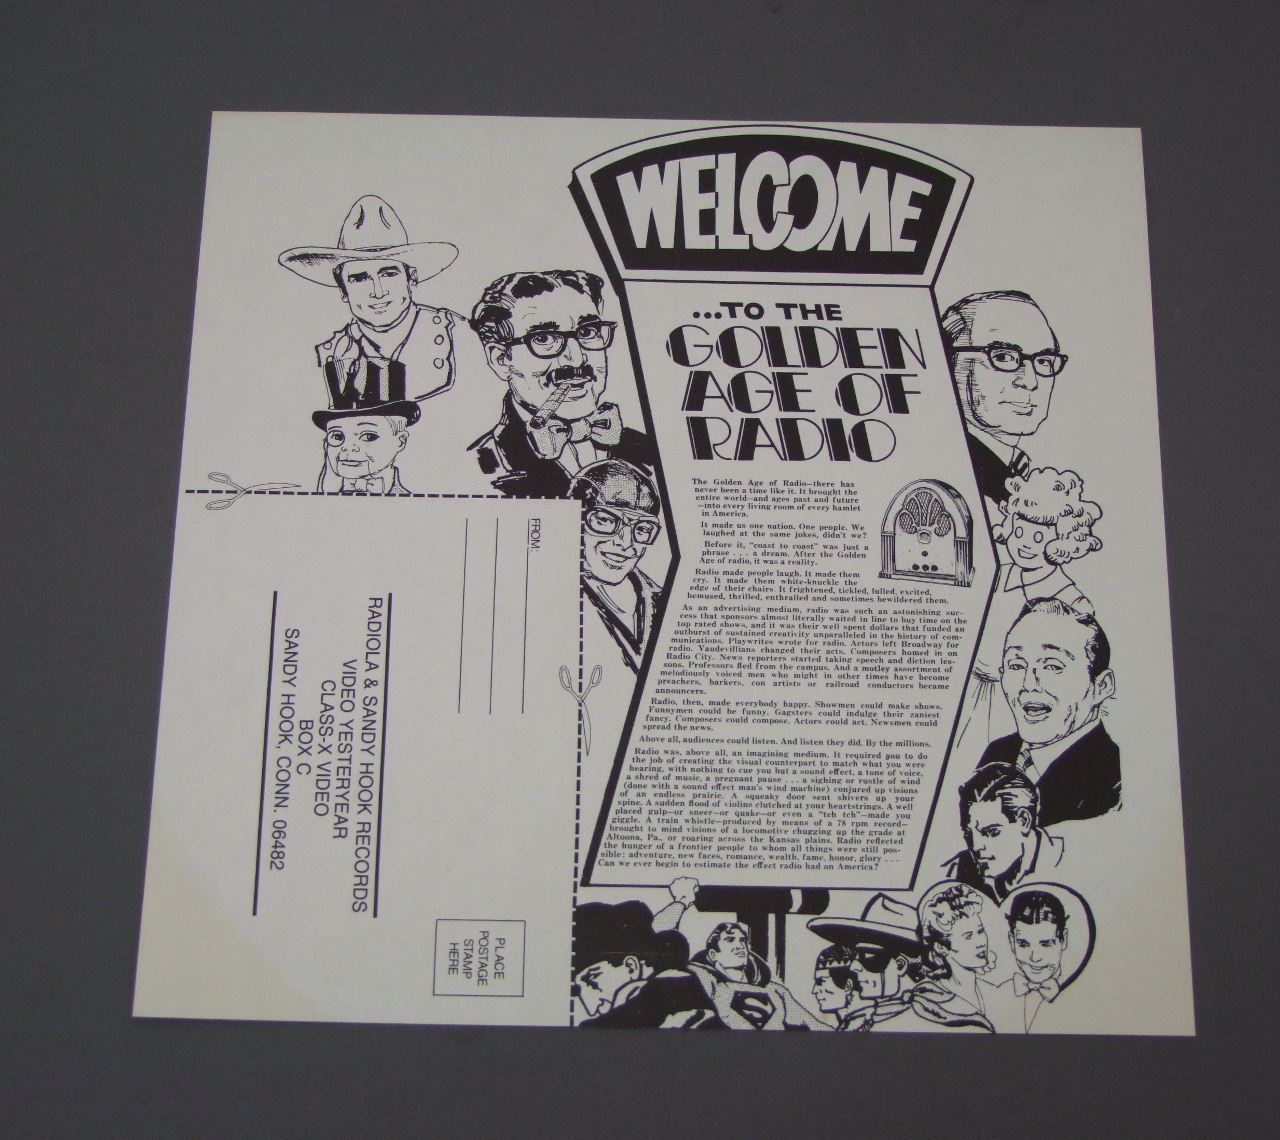 WELCOME
...TO THE
GOLDEN
AGE OF
RADIO
The Golden Age of Radio—there has
never been a time like it. It brought the
entire world—and ages past and future
—into every living room of every hamlet
in America.
It made us one nation. One people. We
laughed at the same jokes, didn't we?
Before it, "coast to coast" was just a
phrase . . . a dream. After the Golden
Age of radio, it was a reality.
Radio made people laugh. It made them
cry. It made them white-knuckle the
edge of their chairs. It frightened, tickled, lulled, excited,
bemused, thrilled, enthralled and sometimes bewildered them.
As an advertising medium, radio was such an astonishing suc-
cess that sponsors almost literally waited in line to buy time on the
top rated shows, and it was their well spent dollars that funded an
outburst of sustained creativity unparalleled in the history of com-
munications. Playwrites wrote for radio. Actors left Broadway for
radio. Vaudevillians changed their acts. Composers homed in on
Radio City. News reporters started taking speech and diction les-
sons. Professors fled from the campus. And a motley assortment of
melodiously voiced men who might in other times have become
preachers, barkers, con artists or railroad conductors became
announcers.
Radio, then, made everybody happy. Showmen could make shows.
Funnymen could be funny. Gagsters could indulge their zaniest
fancy. Composers could compose. Actors could act. Newsmen could
spread the news.
Above all, audiences could listen. And listen they did. By the millions.
Radio was, above all, an imagining medium. It required you to do
the job of creating the visual counterpart to match what you were
hearing, with nothing to cue you but a sound effect, a tone of voice,
a shred of music, a pregnant pause . . . a sighing or rustle of wind
(done with a sound effect man's wind machine) conjured up visions
of an endless prairie. A squeaky door sent shivers up your
spine. A sudden flood of violins clutched at your heartstrings. A well
placed gulp—or sneer—or quake—or even a "tch tch"—made you
giggle. A train whistle—produced by means of a 78 rpm record—
brought to mind visions of a locomotive chugging up the grade at
Altoona, Pa., or roaring across the Kansas plains. Radio reflected
the hunger of a frontier people to whom all things were still pos-
sible: adventure, new faces, romance, wealth, fame, honor, glory . . .
Can we ever begin to estimate the effect radio had on America?
FROM:
RADIOLA & SANDY HOOK RECORDS
VIDEO YESTERYEAR
CLASS-X VIDEO
BOX C
SANDY HOOK, CONN. 06482
PLACE
POSTAGE
STAMP
HERE
S